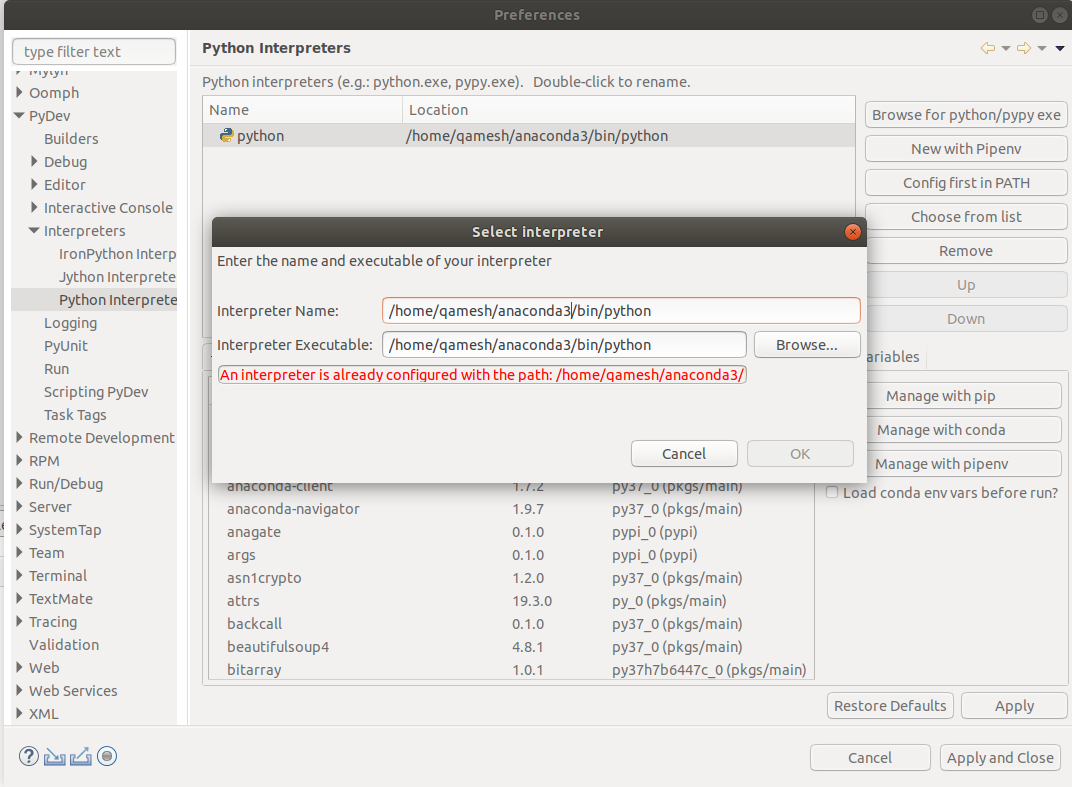 Preferences
type filter text
Python Interpreters
Mylyn
Oomph
PyDev
Builders
Debug
Editor
Interactive Console
Interpreters
IronPython Interp
Jython Interprete
Python Interprete
Logging
PyUnit
Run
Scripting PyDev
Task Tags
Remote Development
RPM
Run/Debug
Server
SystemTap
Team
Terminal
TextMate
Tracing
Validation
Web
Web Services
XML
Python interpreters (e.g.: python.exe, pypy.exe).   Double-click to rename.
Name Location
python /home/qamesh/anaconda3/bin/python
Browse for python/pypy exe
New with Pipenv
Config first in PATH
Choose from list
Remove
Up
Down
Select interpreter
Enter the name and executable of your interpreter
Interpreter Name: /home/qamesh/anaconda3/bin/python
Interpreter Executable: /home/qamesh/anaconda3/bin/python Browse...
An interpreter is already configured with the path: /home/qamesh/anaconda3/
Cancel OK
ariables
Manage with pip
Manage with conda
Manage with pipenv
Load conda env vars before run?
anaconda-client 1.7.2 py37_0 (pkgs/main)
anaconda-navigator 1.9.7 py37_0 (pkgs/main)
anagate 0.1.0 pypi_0 (pypi)
args 0.1.0 pypi_0 (pypi)
asn1crypto 1.2.0 py37_0 (pkgs/main)
attrs 19.3.0 py_0 (pkgs/main)
backcall 0.1.0 py37_0 (pkgs/main)
beautifulsoup4 4.8.1 py37_0 (pkgs/main)
bitarray 1.0.1 py37h7b6447c_0 (pkgs/main)
Restore Defaults Apply
Cancel Apply and Close